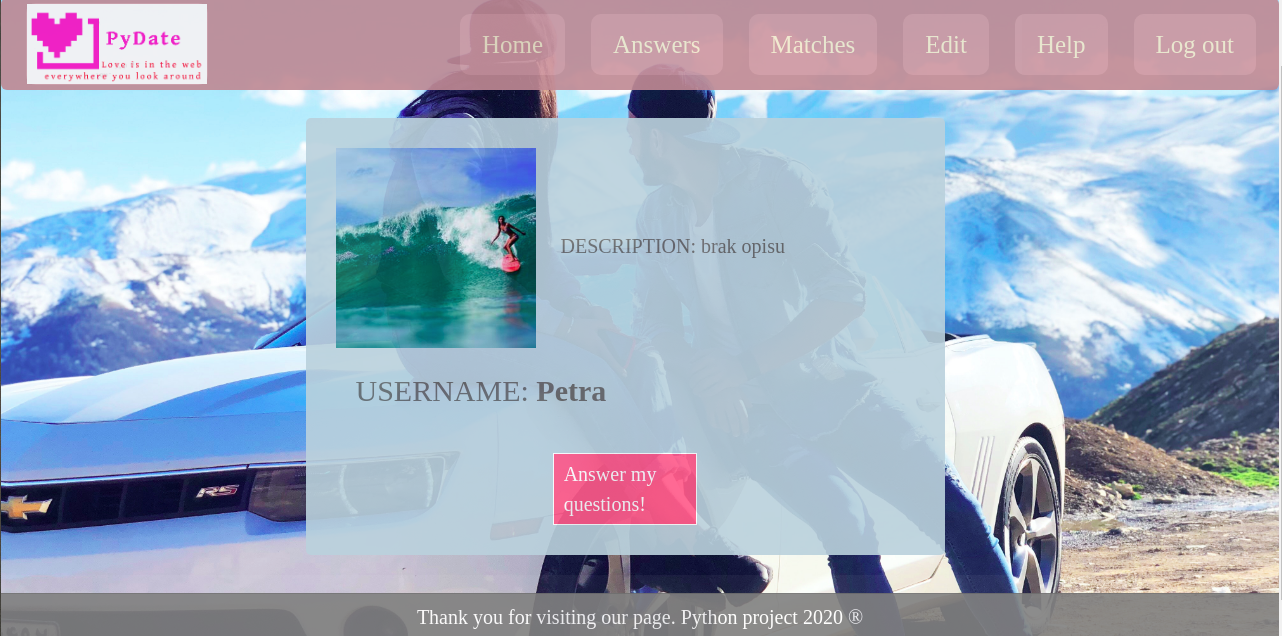 PyDate
Love is in the web
everywhere you look around
Home Answers Matches Edit Help Log out
DESCRIPTION: brak opisu
USERNAME: Petra
RS
Answer my
questions!
Thank you for visiting our page. Python project 2020 ®